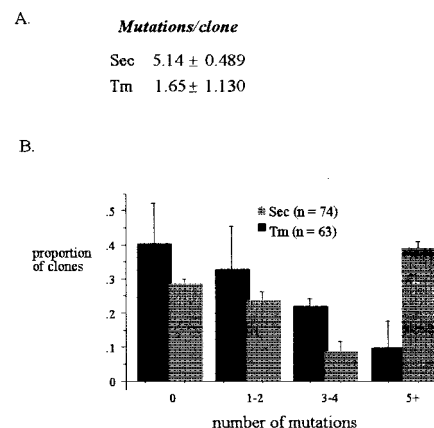 A.
Mutations/clone
Sec 5.14 ± 0.489
Tm 1.65 ± 1.130
B.
Sec (n = 74)
Tm (n = 63)
proportion
of clones
.5
.4
.3
.2
.1
0
0 1-2 3-4 5+
number of mutations